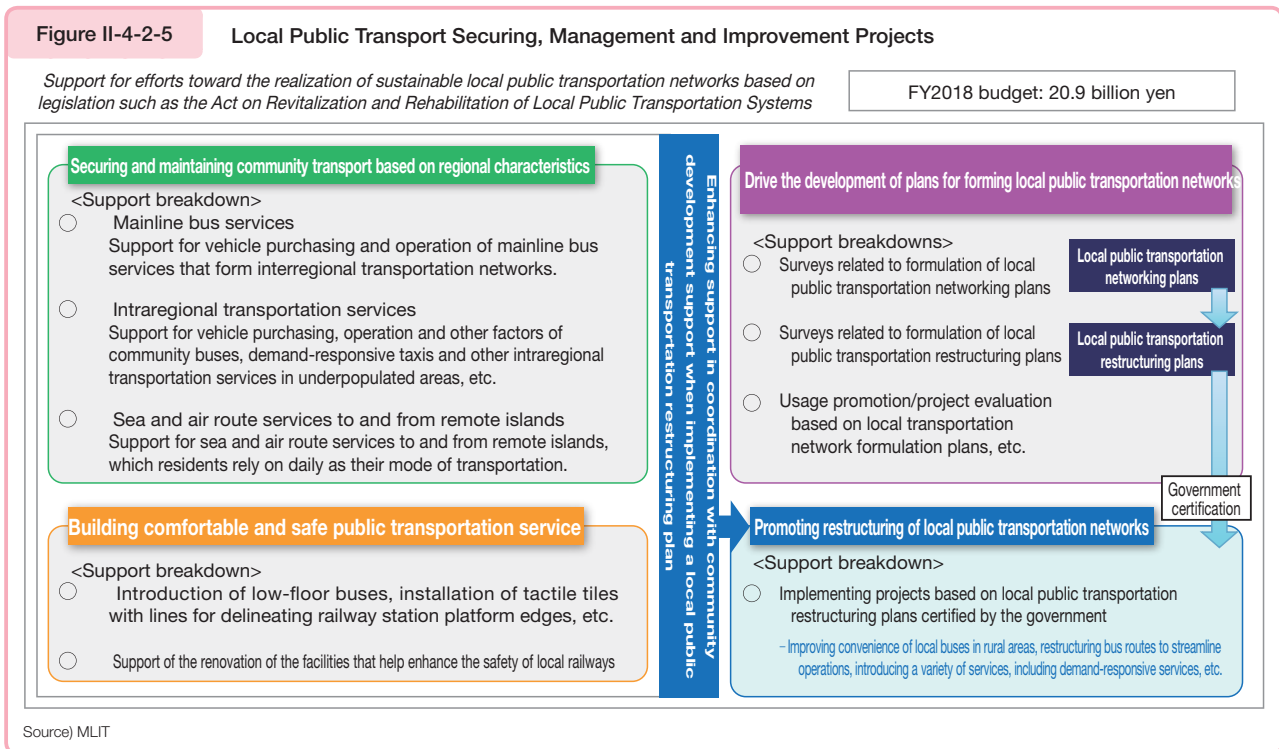 Figure II-4-2-5
Local Public Transport Securing, Management and Improvement Projects
Support for efforts toward the realization of sustainable local public transportation networks based on
legislation such as the Act on Revitalization and Rehabilitation of Local Public Transportation Systems
FY2018 budget: 20.9 billion yen
Securing and maintaining community transport based on regional characteristics
<Support breakdown>
○ Mainline bus services
Support for vehicle purchasing and operation of mainline bus
services that form interregional transportation networks.
○ Intraregional transportation services
Support for vehicle purchasing, operation and other factors of
community buses, demand-responsive taxis and other intraregional
transportation services in underpopulated areas, etc.
○ Sea and air route services to and from remote islands
Support for sea and air route services to and from remote islands,
which residents rely on daily as their mode of transportation.
Building comfortable and safe public transportation service
<Support breakdown>
○ Introduction of low-floor buses, installation of tactile tiles
with lines for delineating railway station platform edges, etc.
○ Support of the renovation of the facilities that help enhance the safety of local railways
Enhancing support in coordination with community
development support when implementing a local public
transportation restructuring plan
Drive the development of plans for forming local public transportation networks
<Support breakdowns>
○ Surveys related to formulation of local
public transportation networking plans
○ Surveys related to formulation of local
public transportation restructuring plans
○ Usage promotion/project evaluation
based on local transportation
network formulation plans, etc.
Local public transportation
networking plans
Local public transportation
restructuring plans
Government
certification
Promoting restructuring of local public transportation networks
<Support breakdown>
○ Implementing projects based on local public transportation
restructuring plans certified by the government
– Improving convenience of local buses in rural areas, restructuring bus routes to streamline
operations, introducing a variety of services, including demand-responsive services, etc.
Source) MLIT